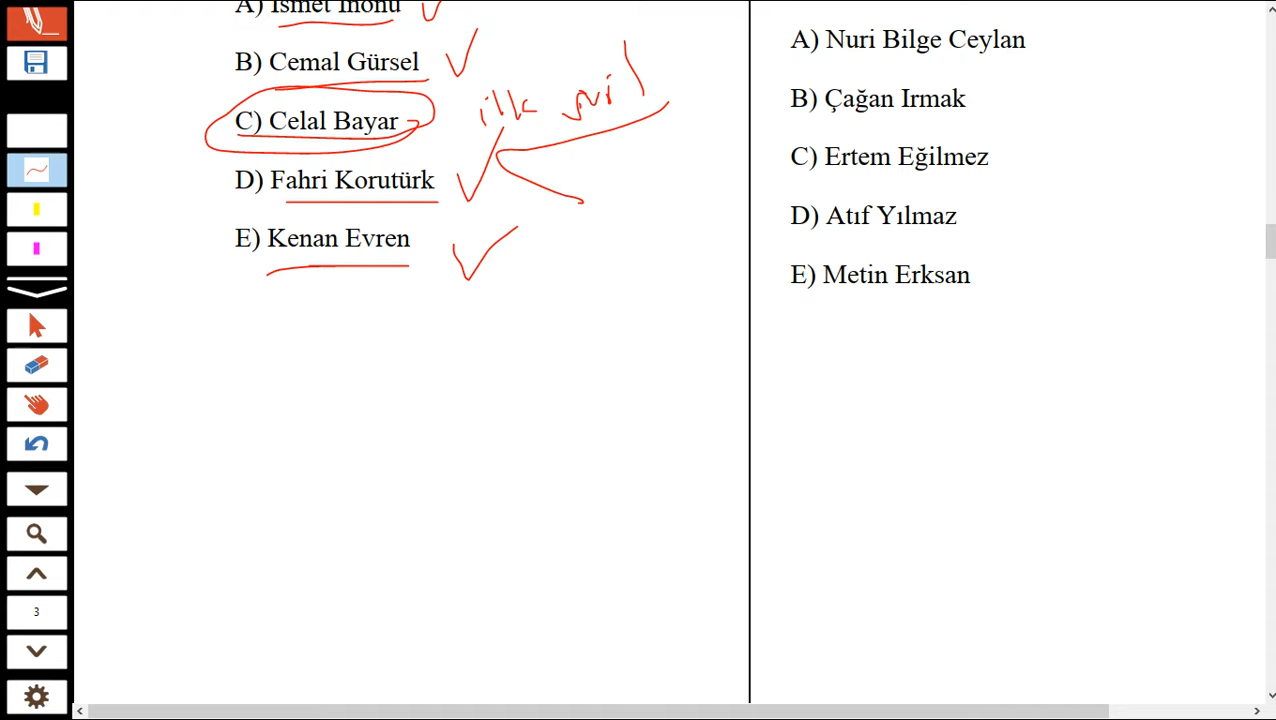 A) İsmet İnönü
B) Cemal Gürsel
C) Celal Bayar
ilk sivil
D) Fahri Korutürk
E) Kenan Evren
A) Nuri Bilge Ceylan
B) Çağan Irmak
C) Ertem Eğilmez
D) Atıf Yılmaz
E) Metin Erksan
3